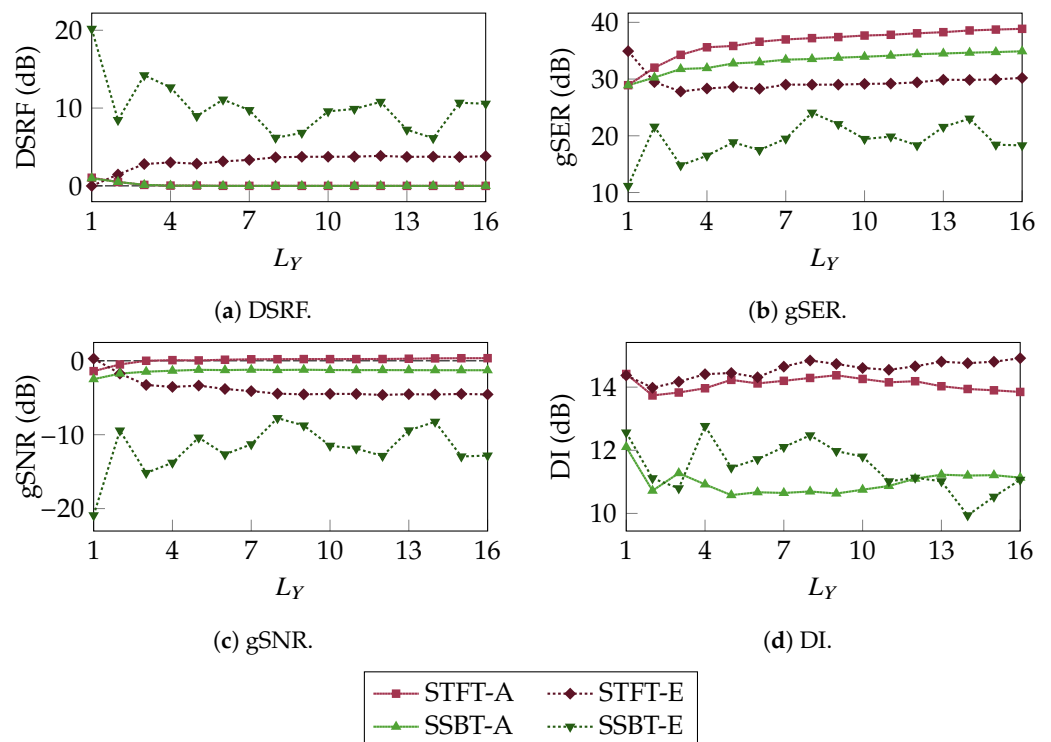 20
10
0
DSRF (dB)
1 4 7 10 13 16
L_Y
(a) DSRF.
40
30
20
10
gSER (dB)
1 4 7 10 13 16
L_Y
(b) gSER.
0
−10
−20
gSNR (dB)
1 4 7 10 13 16
L_Y
(c) gSNR.
14
12
10
DI (dB)
1 4 7 10 13 16
L_Y
(d) DI.
STFT-A STFT-E
SSBT-A SSBT-E